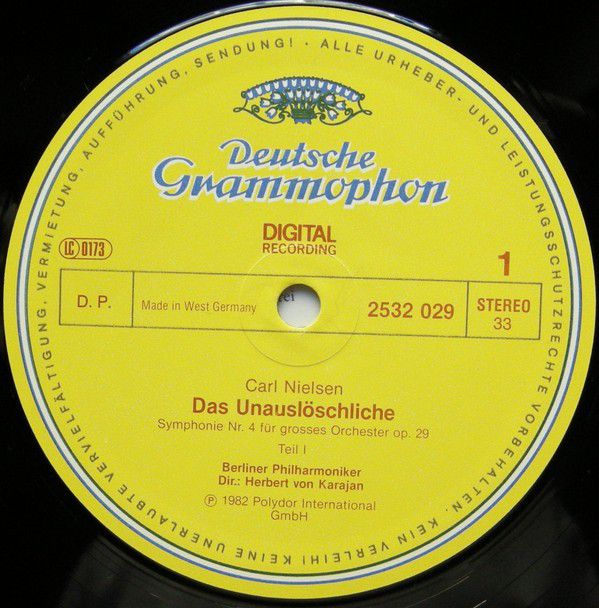 ALLE URHEBER- UND LEISTUNGSSCHUTZRECHTE VORBEHALTEN. KEIN VERLEIH! KEINE UNERLAUBTE VERVIELFÄLTIGUNG, VERMIETUNG, AUFFÜHRUNG, SENDUNG! ·
Deutsche
Grammophon
DIGITAL
RECORDING
LC 0173
1
D. P.
Made in West Germany
2532 029
STEREO
33
Carl Nielsen
Das Unauslöschliche
Symphonie Nr. 4 für grosses Orchester op. 29
Teil I
Berliner Philharmoniker
Dir.: Herbert von Karajan
℗ 1982 Polydor International
GmbH